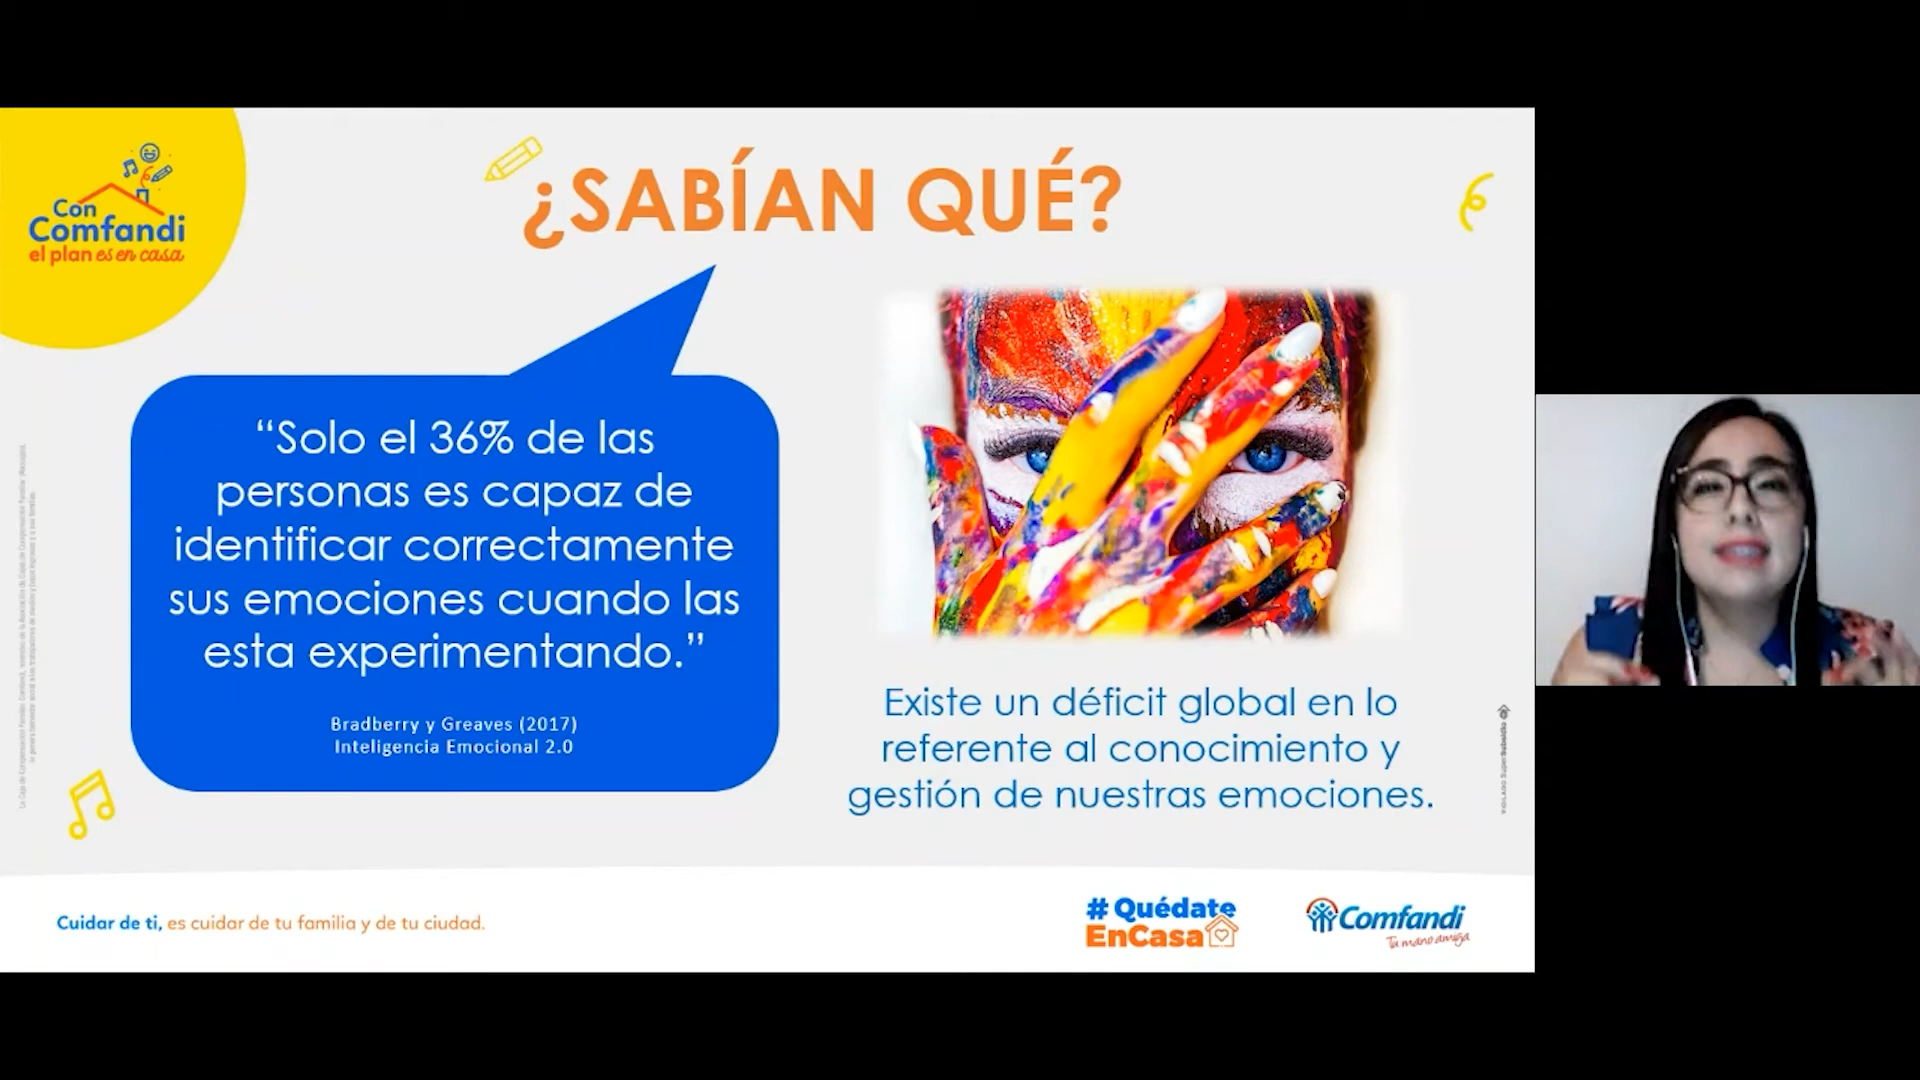 Con
Comfandi
el plan es en casa
¿SABÍAN QUÉ?
“Solo el 36% de las
personas es capaz de
identificar correctamente
sus emociones cuando las
esta experimentando.”
Bradberry y Greaves (2017)
Inteligencia Emocional 2.0
Existe un déficit global en lo
referente al conocimiento y
gestión de nuestras emociones.
Cuidar de ti, es cuidar de tu familia y de tu ciudad.
# Quédate
EnCasa
Comfandi
Tu mano amiga
VIGILADO SuperSubsidio